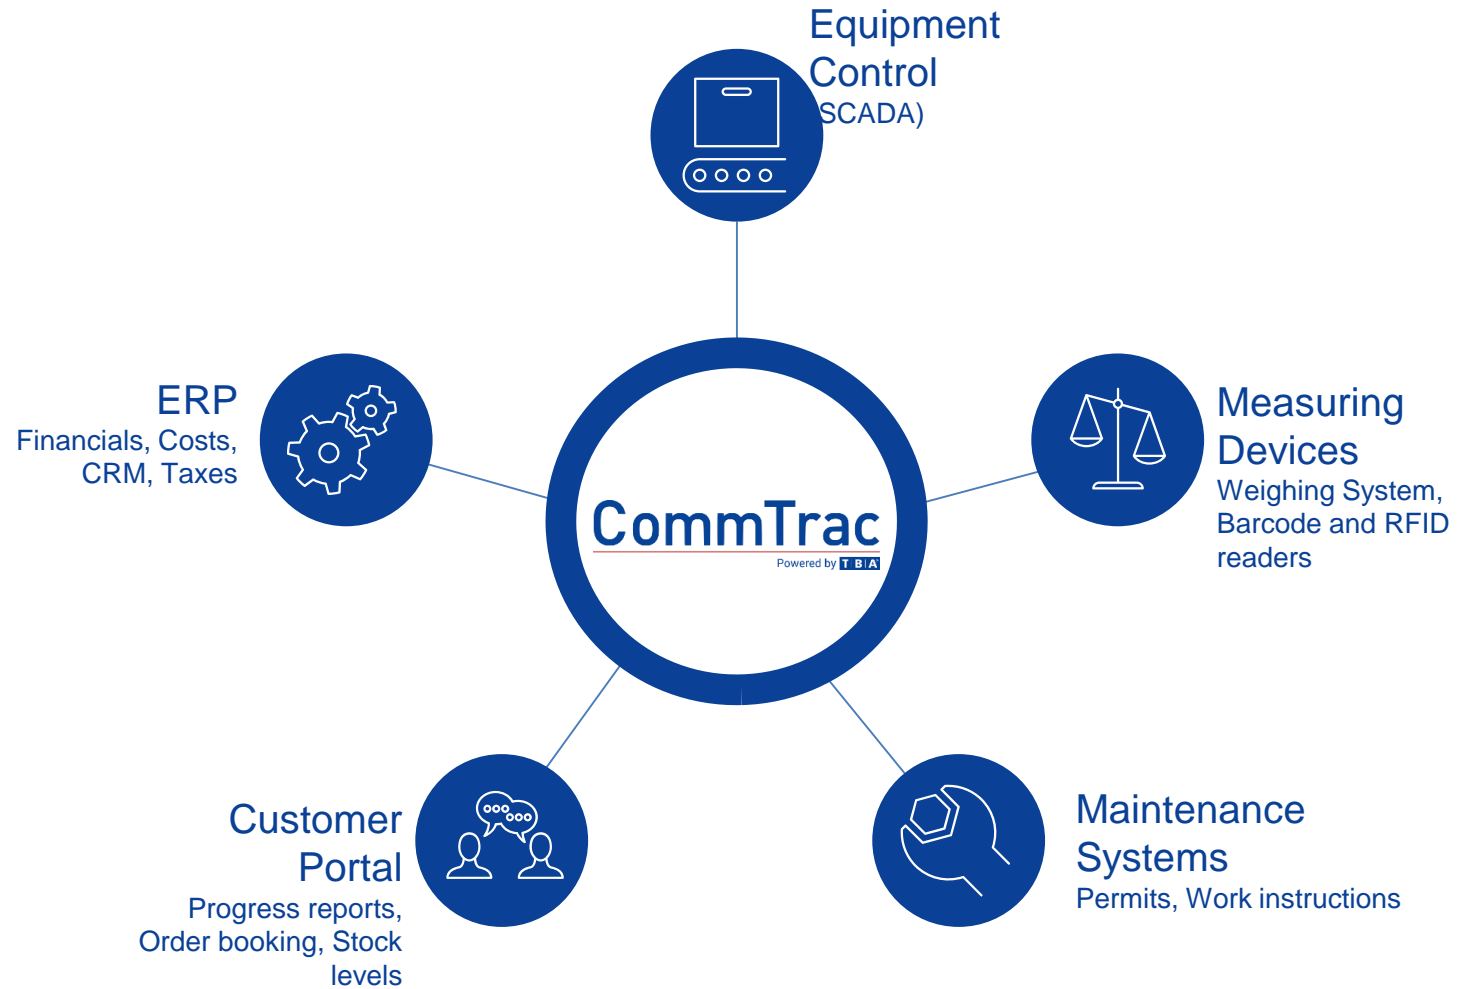 Equipment
Control
(SCADA)
ERP
Financials, Costs,
CRM, Taxes
Measuring
Devices
Weighing System,
Barcode and RFID
readers
CommTrac
Powered by TBA
Customer
Portal
Progress reports,
Order booking, Stock
levels
Maintenance
Systems
Permits, Work instructions